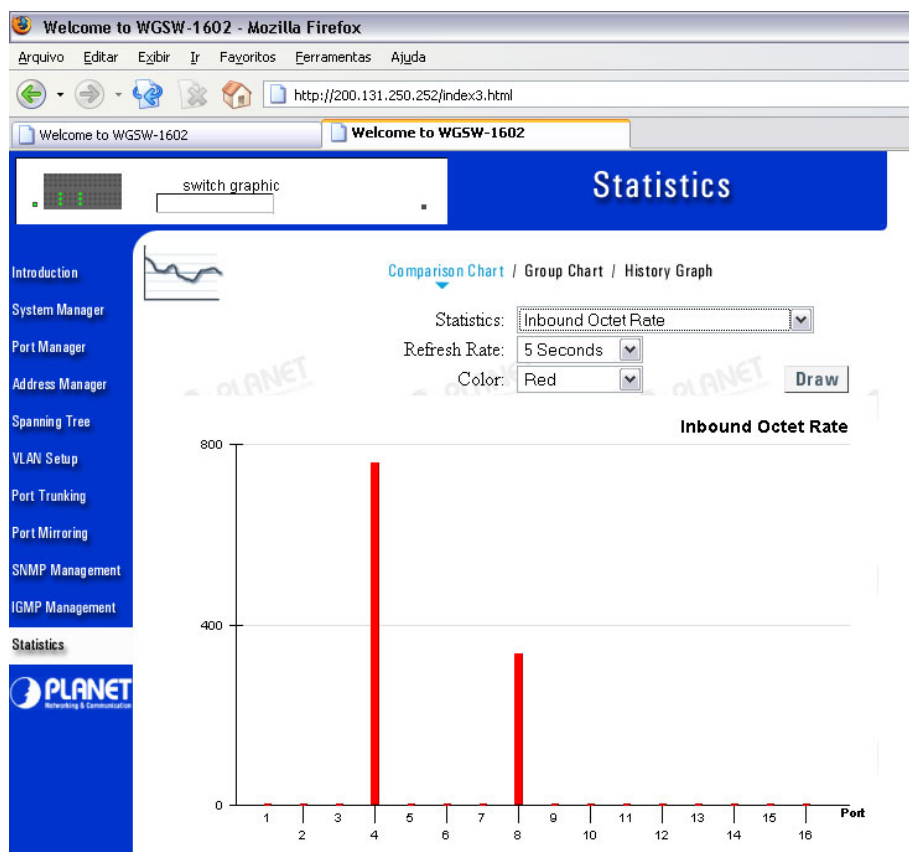 Welcome to WGSW-1602 - Mozilla Firefox
Arquivo Editar Exibir Ir Favoritos Ferramentas Ajuda
http://200.131.250.252/index3.html
Welcome to WGSW-1602 Welcome to WGSW-1602
switch graphic
Statistics
Introduction
System Manager
Port Manager
Address Manager
Spanning Tree
VLAN Setup
Port Trunking
Port Mirroring
SNMP Management
IGMP Management
Statistics
PLANET
Networking & Communication
Comparison Chart / Group Chart / History Graph
Statistics: Inbound Octet Rate
Refresh Rate: 5 Seconds
Color: Red Draw
PLANET PLANET
Inbound Octet Rate
800
400
0
1 3 5 7 9 11 13 15 Port
2 4 6 8 10 12 14 16